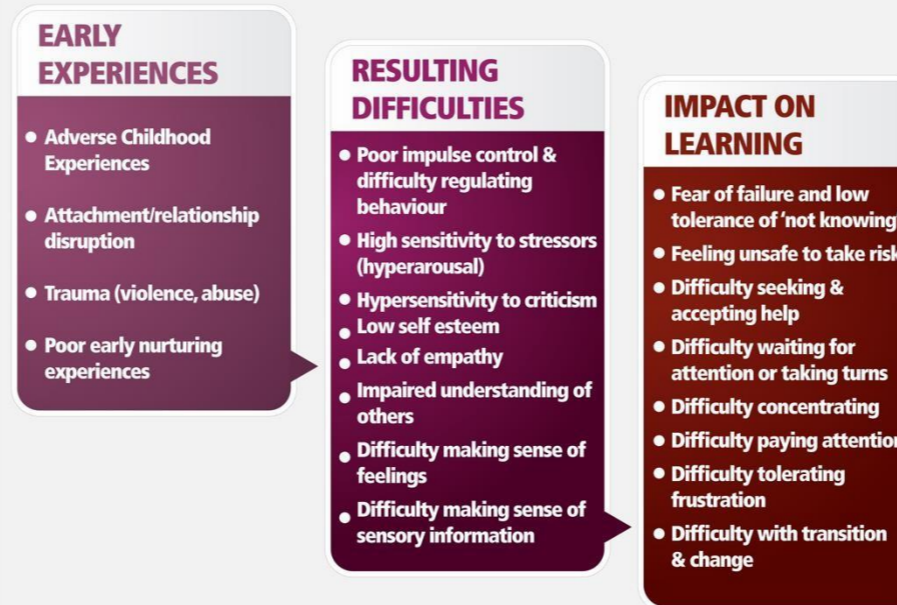 EARLY
EXPERIENCES
• Adverse Childhood
Experiences
• Attachment/relationship
disruption
• Trauma (violence, abuse)
• Poor early nurturing
experiences
RESULTING
DIFFICULTIES
• Poor impulse control &
difficulty regulating
behaviour
• High sensitivity to stressors
(hyperarousal)
• Hypersensitivity to criticism
• Low self esteem
• Lack of empathy
• Impaired understanding of
others
• Difficulty making sense of
feelings
• Difficulty making sense of
sensory information
IMPACT ON
LEARNING
• Fear of failure and low
tolerance of ‘not knowing’
• Feeling unsafe to take risk
• Difficulty seeking &
accepting help
• Difficulty waiting for
attention or taking turns
• Difficulty concentrating
• Difficulty paying attention
• Difficulty tolerating
frustration
• Difficulty with transition
& change